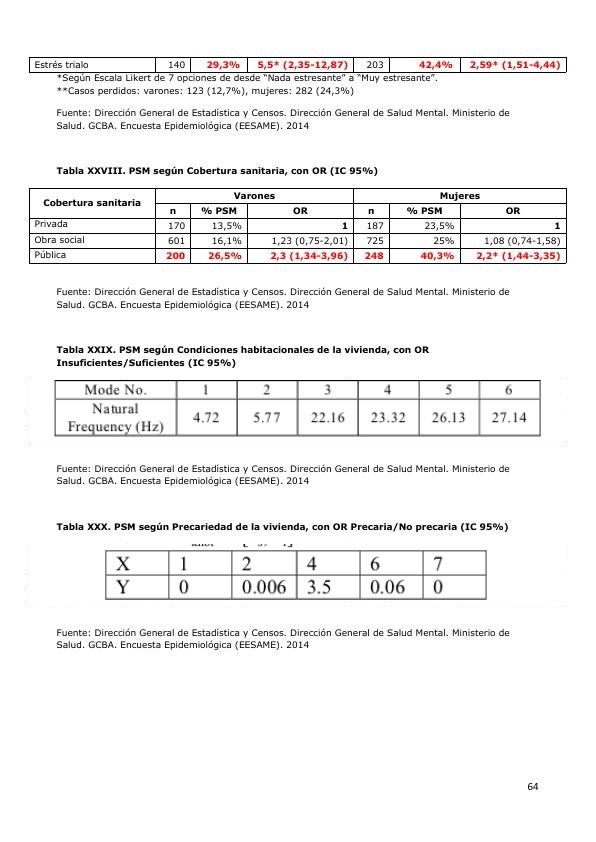 Estrés trialo 140 29,3% 5,5* (2,35-12,87) 203 42,4% 2,59* (1,51-4,44)
*Según Escala Likert de 7 opciones de desde “Nada estresante” a “Muy estresante”.
**Casos perdidos: varones: 123 (12,7%), mujeres: 282 (24,3%)
Fuente: Dirección General de Estadística y Censos. Dirección General de Salud Mental. Ministerio de
Salud. GCBA. Encuesta Epidemiológica (EESAME). 2014
Tabla XXVIII. PSM según Cobertura sanitaria, con OR (IC 95%)
Cobertura sanitaria Varones Mujeres
n % PSM OR n % PSM OR
Privada 170 13,5% 1 187 23,5% 1
Obra social 601 16,1% 1,23 (0,75-2,01) 725 25% 1,08 (0,74-1,58)
Pública 200 26,5% 2,3 (1,34-3,96) 248 40,3% 2,2* (1,44-3,35)
Fuente: Dirección General de Estadística y Censos. Dirección General de Salud Mental. Ministerio de
Salud. GCBA. Encuesta Epidemiológica (EESAME). 2014
Tabla XXIX. PSM según Condiciones habitacionales de la vivienda, con OR
Insuficientes/Suficientes (IC 95%)
Mode No. 1 2 3 4 5 6
Natural
Frequency (Hz) 4.72 5.77 22.16 23.32 26.13 27.14
Fuente: Dirección General de Estadística y Censos. Dirección General de Salud Mental. Ministerio de
Salud. GCBA. Encuesta Epidemiológica (EESAME). 2014
Tabla XXX. PSM según Precariedad de la vivienda, con OR Precaria/No precaria (IC 95%)
X 1 2 4 6 7
Y 0 0.006 3.5 0.06 0
Fuente: Dirección General de Estadística y Censos. Dirección General de Salud Mental. Ministerio de
Salud. GCBA. Encuesta Epidemiológica (EESAME). 2014
64